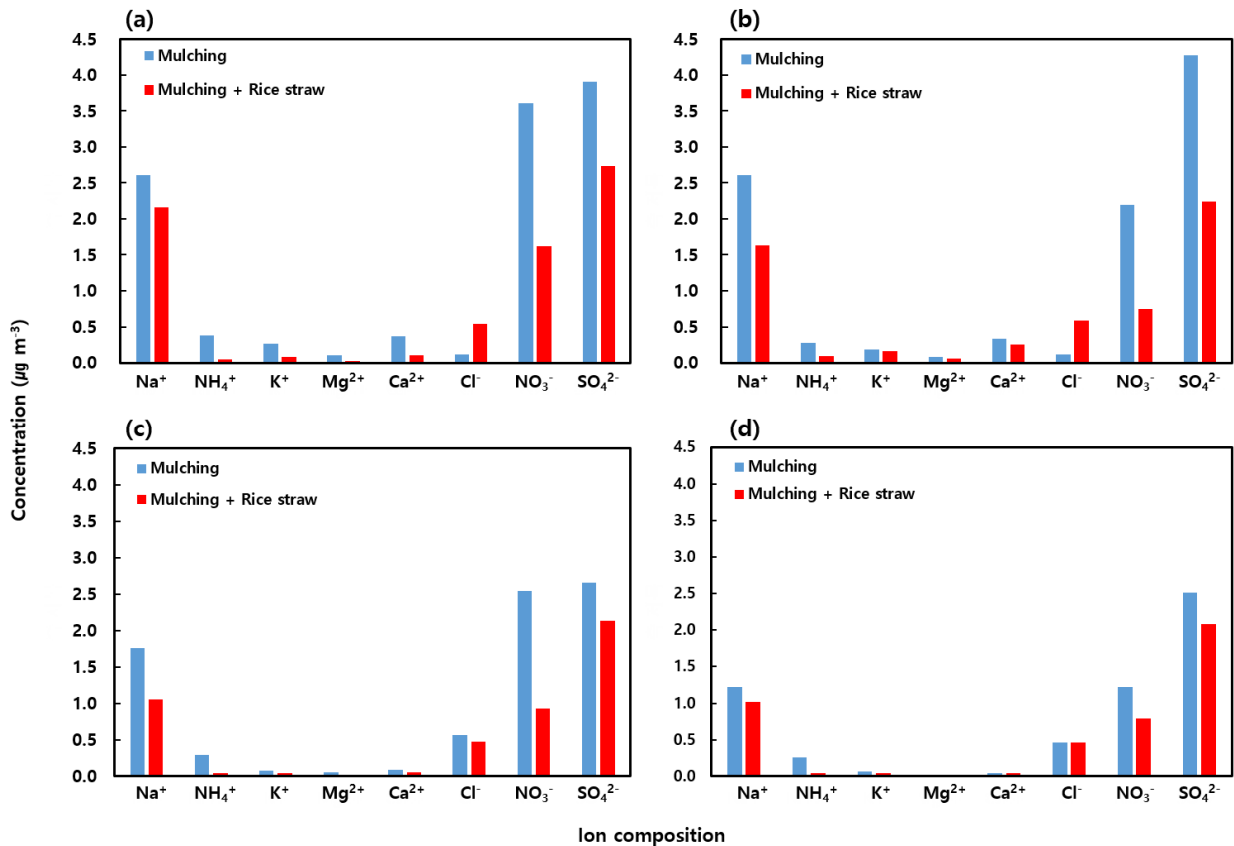 (a)
4.5
4.0
3.5
3.0
2.5
2.0
1.5
1.0
0.5
0.0
Mulching
Mulching + Rice straw
Na⁺ NH₄⁺ K⁺ Mg²⁺ Ca²⁺ Cl⁻ NO₃⁻ SO₄²⁻
(b)
4.5
4.0
3.5
3.0
2.5
2.0
1.5
1.0
0.5
0.0
Mulching
Mulching + Rice straw
Na⁺ NH₄⁺ K⁺ Mg²⁺ Ca²⁺ Cl⁻ NO₃⁻ SO₄²⁻
Concentration (㎍ m⁻³)
(c)
4.5
4.0
3.5
3.0
2.5
2.0
1.5
1.0
0.5
0.0
Mulching
Mulching + Rice straw
Na⁺ NH₄⁺ K⁺ Mg²⁺ Ca²⁺ Cl⁻ NO₃⁻ SO₄²⁻
(d)
4.5
4.0
3.5
3.0
2.5
2.0
1.5
1.0
0.5
0.0
Mulching
Mulching + Rice straw
Na⁺ NH₄⁺ K⁺ Mg²⁺ Ca²⁺ Cl⁻ NO₃⁻ SO₄²⁻
Ion composition